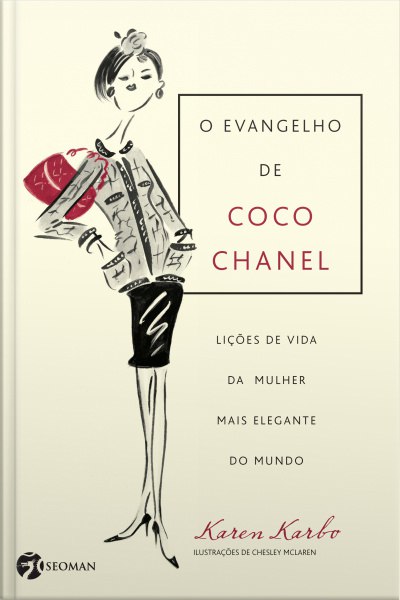 O EVANGELHO
DE
COCO
CHANEL
LIÇÕES DE VIDA
DA MULHER
MAIS ELEGANTE
DO MUNDO
Karen Karbo
ILUSTRAÇÕES DE CHESLEY MCLAREN
SEOMAN